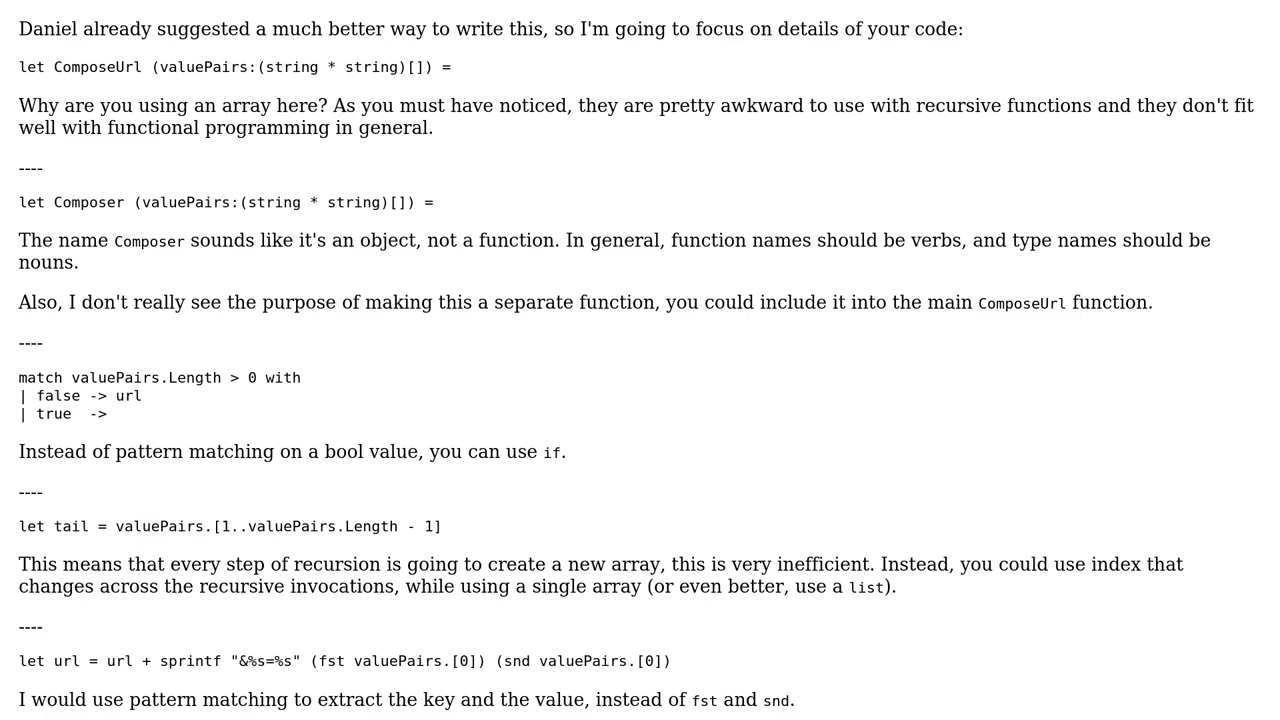 Daniel already suggested a much better way to write this, so I'm going to focus on details of your code:
let ComposeUrl (valuePairs:(string * string)[]) =
Why are you using an array here? As you must have noticed, they are pretty awkward to use with recursive functions and they don't fit
well with functional programming in general.
----
let Composer (valuePairs:(string * string)[]) =
The name Composer sounds like it's an object, not a function. In general, function names should be verbs, and type names should be
nouns.
Also, I don't really see the purpose of making this a separate function, you could include it into the main ComposeUrl function.
----
match valuePairs.Length > 0 with
| false -> url
| true  ->
Instead of pattern matching on a bool value, you can use if.
----
let tail = valuePairs.[1..valuePairs.Length - 1]
This means that every step of recursion is going to create a new array, this is very inefficient. Instead, you could use index that
changes across the recursive invocations, while using a single array (or even better, use a list).
----
let url = url + sprintf "&%s=%s" (fst valuePairs.[0]) (snd valuePairs.[0])
I would use pattern matching to extract the key and the value, instead of fst and snd.